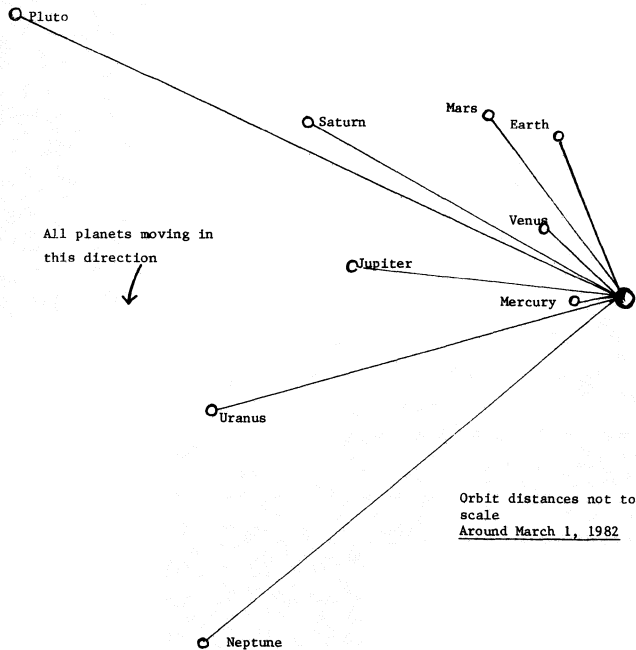 Pluto
Mars
Saturn
Earth
Venus
All planets moving in
this direction
Jupiter
Mercury
Uranus
Orbit distances not to
scale
Around March 1, 1982
Neptune